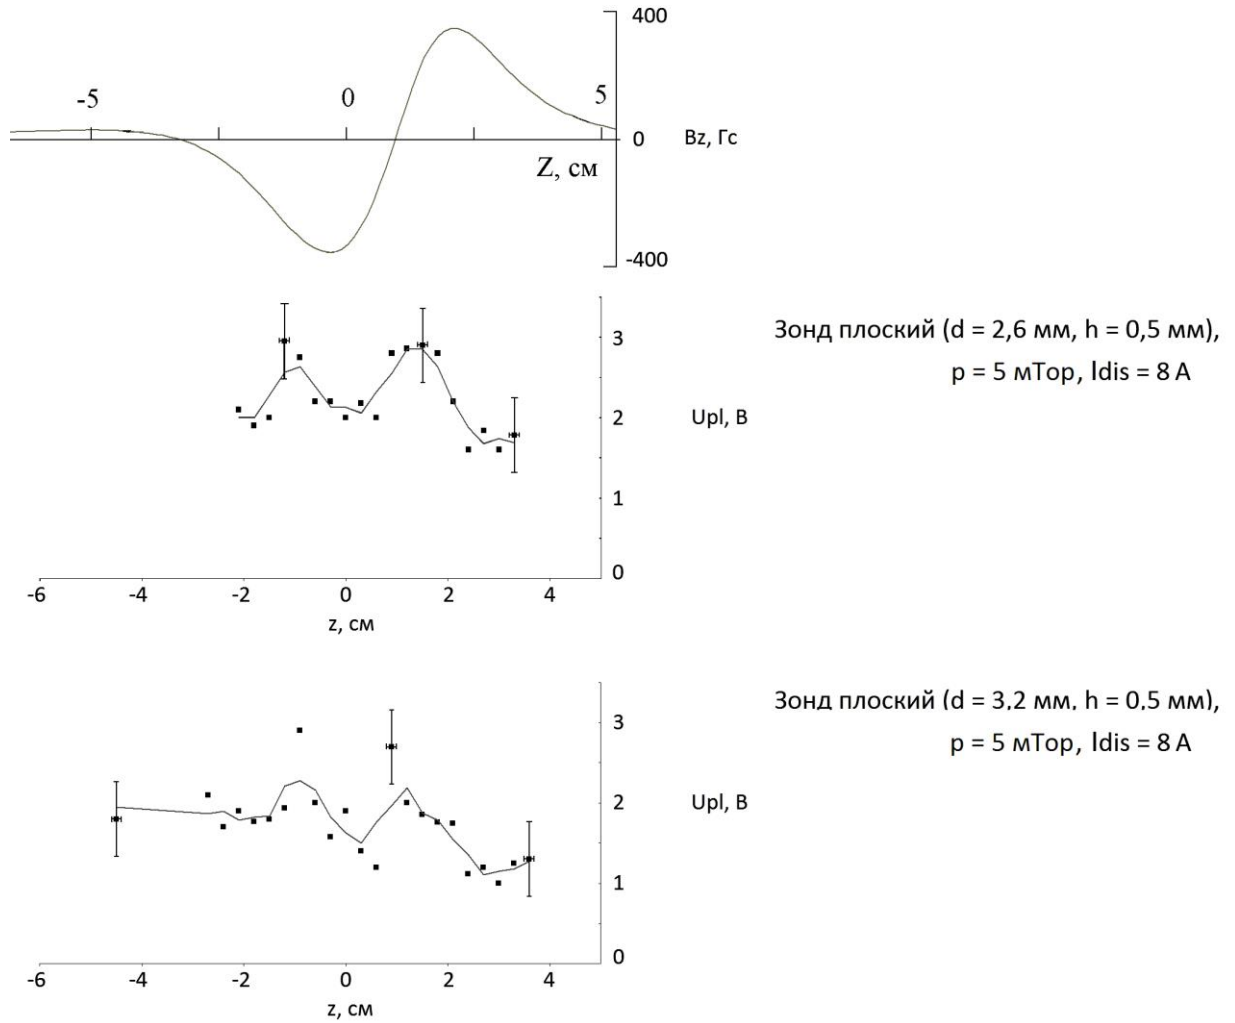 400
-5
0
5
0
Bz, Гс
Z, см
-400
3
2
1
0
Upl, В
-6
-4
-2
0
2
4
z, см
Зонд плоский (d = 2,6 мм, h = 0,5 мм),
p = 5 мТор, Idis = 8 А
3
2
1
0
Upl, В
-6
-4
-2
0
2
4
z, см
Зонд плоский (d = 3,2 мм, h = 0,5 мм),
p = 5 мТор, Idis = 8 А